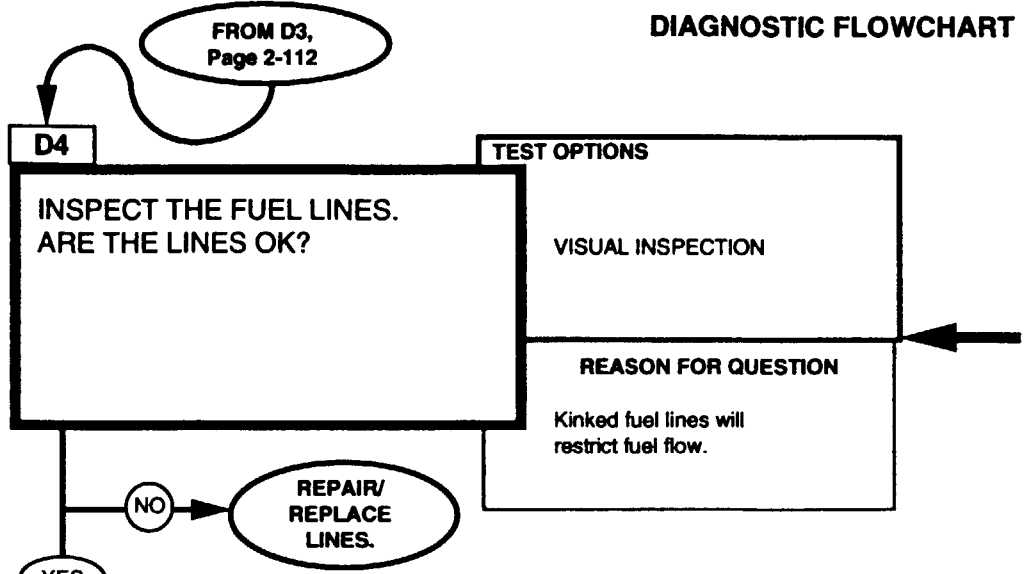 FROM D3,
Page 2-112
DIAGNOSTIC FLOWCHART
D4
TEST OPTIONS
INSPECT THE FUEL LINES.
ARE THE LINES OK?
VISUAL INSPECTION
REASON FOR QUESTION
Kinked fuel lines will
restrict fuel flow.
NO
REPAIR/
REPLACE
LINES.
YES